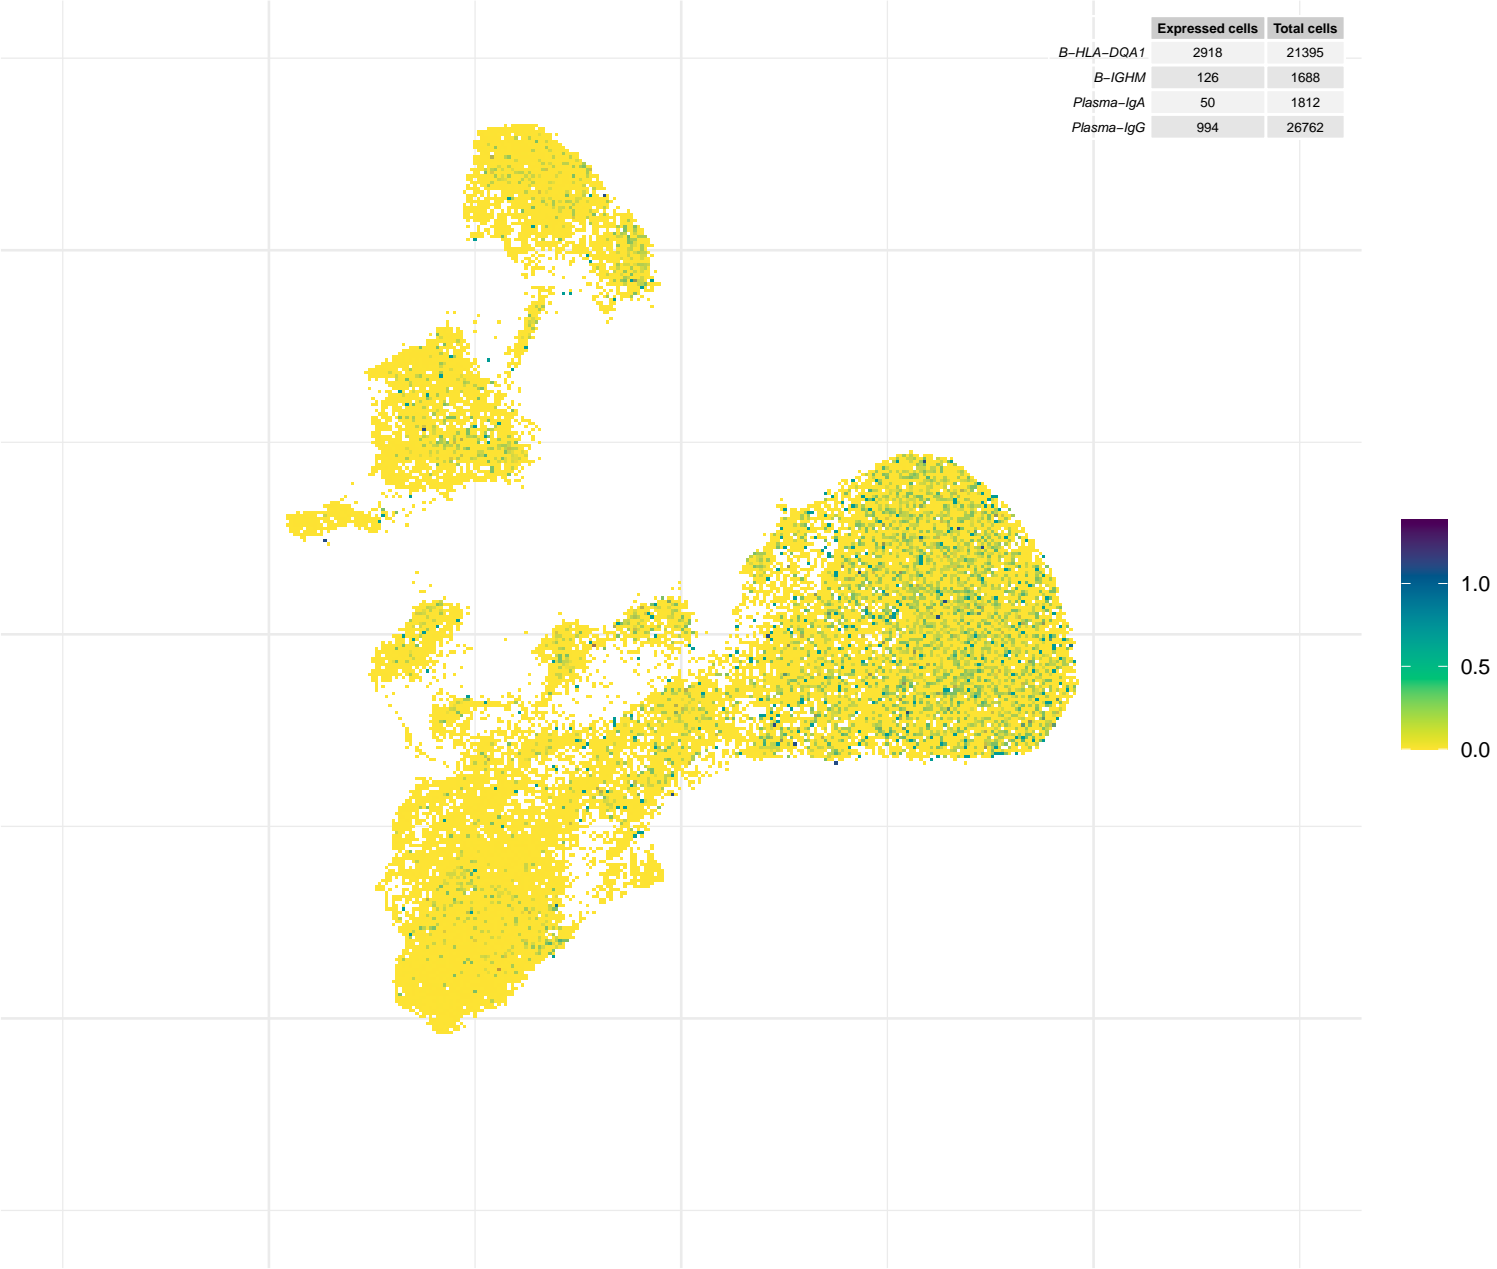 Expressed cells Total cells
B−HLA−DQA1 2918 21395
B−IGHM 126 1688
Plasma−IgA 50 1812
Plasma−IgG 994 26762
1.0
0.5
0.0